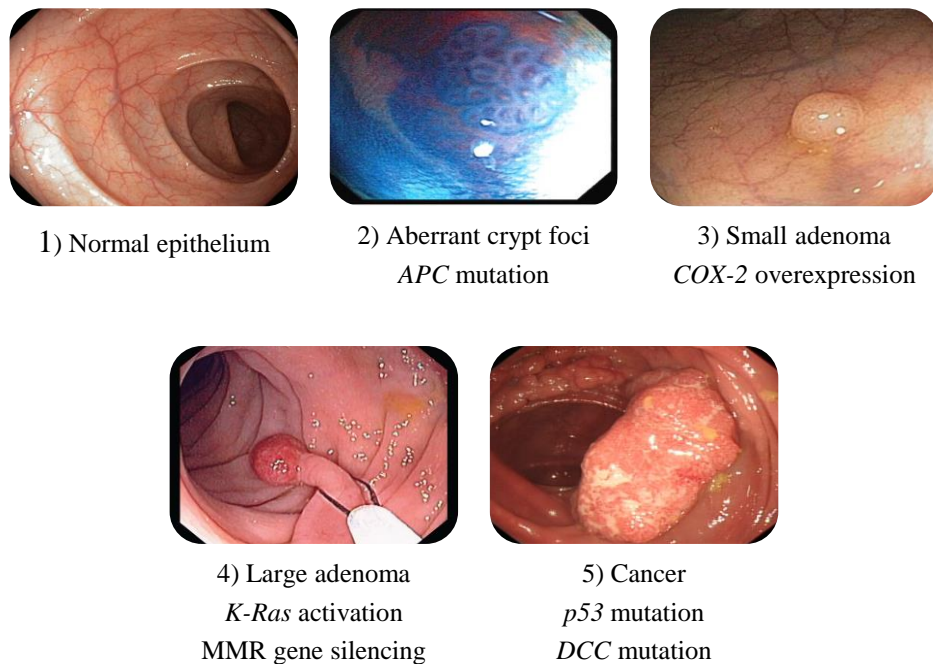 1) Normal epithelium
2) Aberrant crypt foci
APC mutation
3) Small adenoma
COX-2 overexpression
4) Large adenoma
K-Ras activation
MMR gene silencing
5) Cancer
p53 mutation
DCC mutation